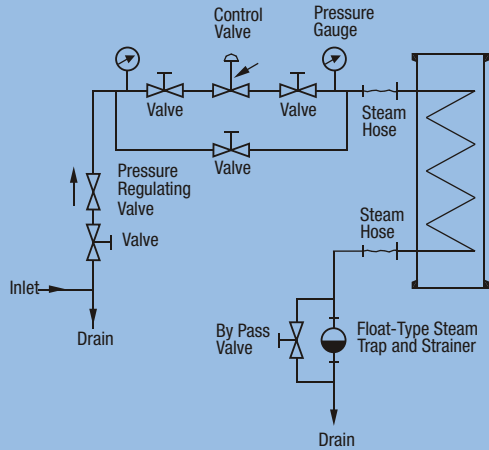 Control
Valve
Pressure
Gauge
Valve
Valve
Steam
Hose
Valve
Pressure
Regulating
Valve
Valve
Steam
Hose
Inlet
Drain
By Pass
Valve
Float-Type Steam
Trap and Strainer
Drain